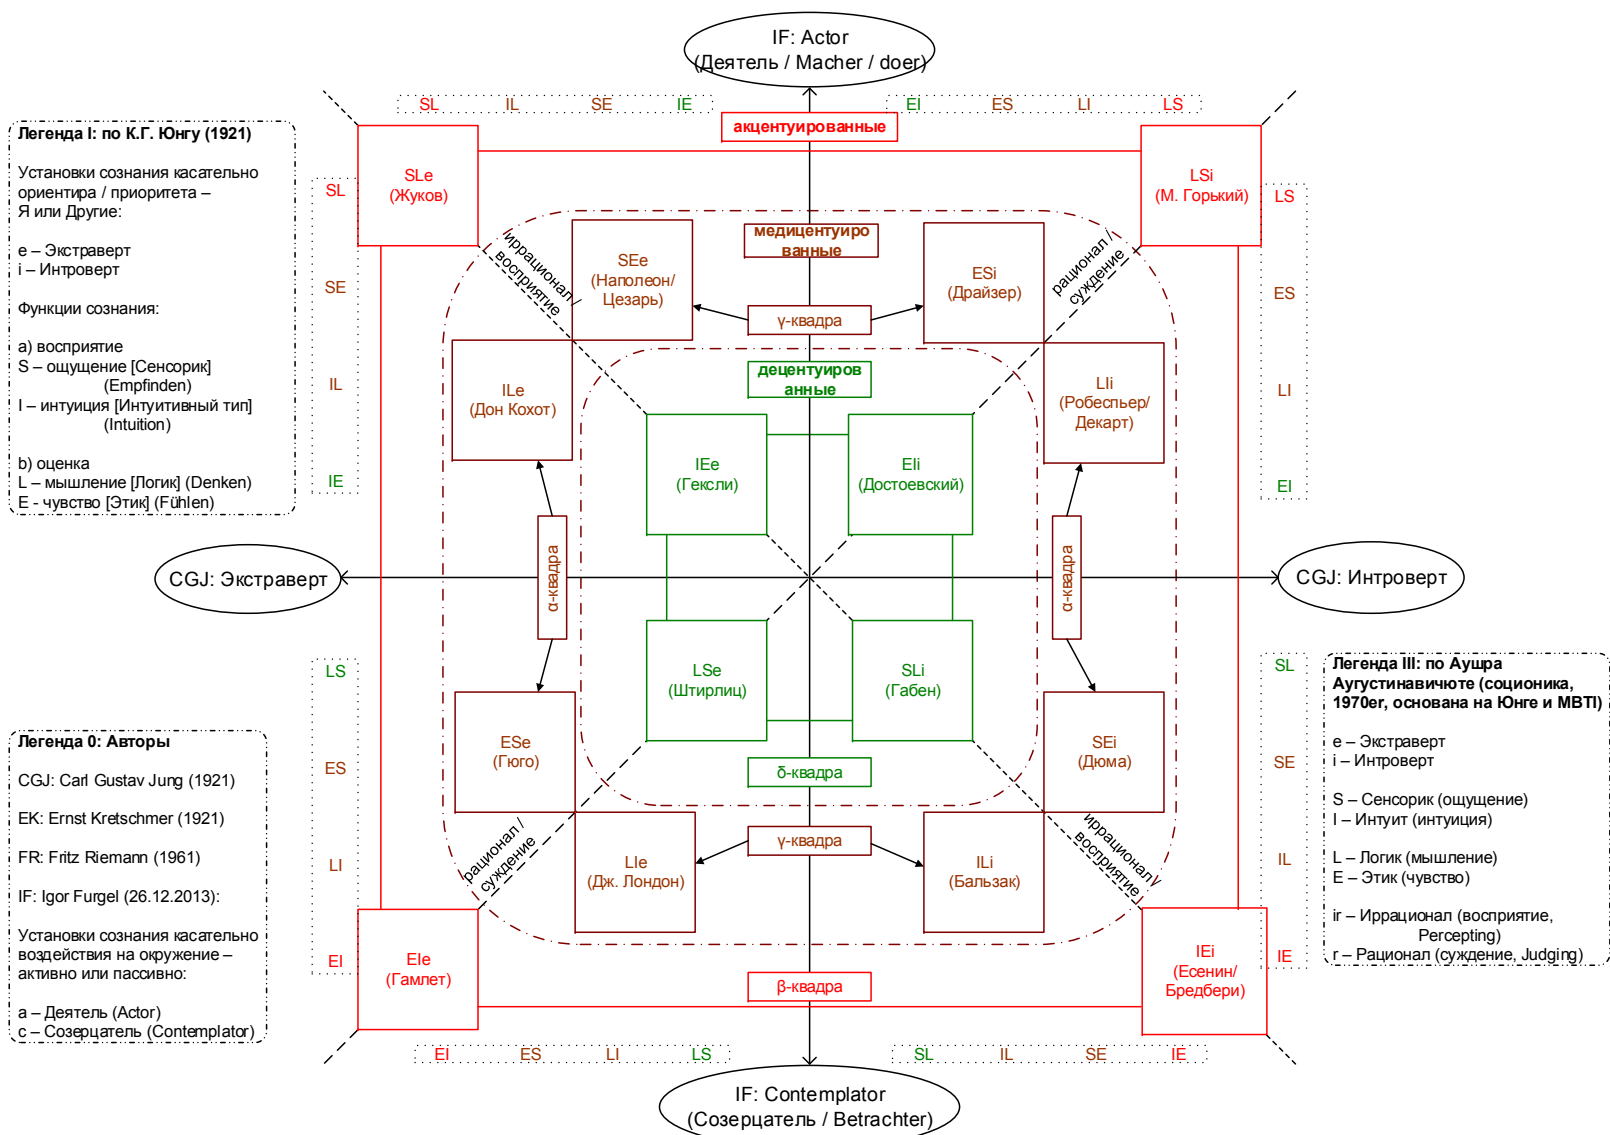 IF: Actor
(Деятель / Macher / doer)
SL IL SE IE
EI ES LI LS
акцентуированные
Легенда I: по К.Г. Юнгу (1921)
Установки сознания касательно
ориентира / приоритета –
Я или Другие:
e – Экстраверт
i – Интроверт
Функции сознания:
a) восприятие
S – ощущение [Сенсорик]
(Empfinden)
I – интуиция [Интуитивный тип]
(Intuition)
b) оценка
L – мышление [Логик] (Denken)
E - чувство [Этик] (Fühlen)
SL
SE
IL
IE
SLe
(Жуков)
LSi
(М. Горький)
LS
ES
LI
EI
иррационал /
восприятие
рационал /
суждение
медицентуиро
ванные
SEe
(Наполеон/
Цезарь)
ESi
(Драйзер)
γ-квадра
ILe
(Дон Кохот)
LIi
(Робеспьер/
Декарт)
децентуиров
анные
IEe
(Гексли)
EIi
(Достоевский)
α-квадра
α-квадра
CGJ: Экстраверт
CGJ: Интроверт
LSe
(Штирлиц)
SLi
(Габен)
ESe
(Гюго)
SEi
(Дюма)
δ-квадра
γ-квадра
LIe
(Дж. Лондон)
ILi
(Бальзак)
рационал /
суждение
иррационал /
восприятие
LS
ES
LI
EI
SL
SE
IL
IE
EIe
(Гамлет)
IEi
(Есенин/
Бредбери)
β-квадра
Легенда 0: Авторы
CGJ: Carl Gustav Jung (1921)
EK: Ernst Kretschmer (1921)
FR: Fritz Riemann (1961)
IF: Igor Furgel (26.12.2013):
Установки сознания касательно
воздействия на окружение –
активно или пассивно:
a – Деятель (Actor)
c – Созерцатель (Contemplator)
Легенда III: по Аушра
Аугустинавичюте (соционика,
1970er, основана на Юнге и MBTI)
e – Экстраверт
i – Интроверт
S – Сенсорик (ощущение)
I – Интуит (интуиция)
L – Логик (мышление)
E – Этик (чувство)
ir – Иррационал (восприятие,
Percepting)
r – Рационал (суждение, Judging)
EI ES LI LS
SL IL SE IE
IF: Contemplator
(Созерцатель / Betrachter)